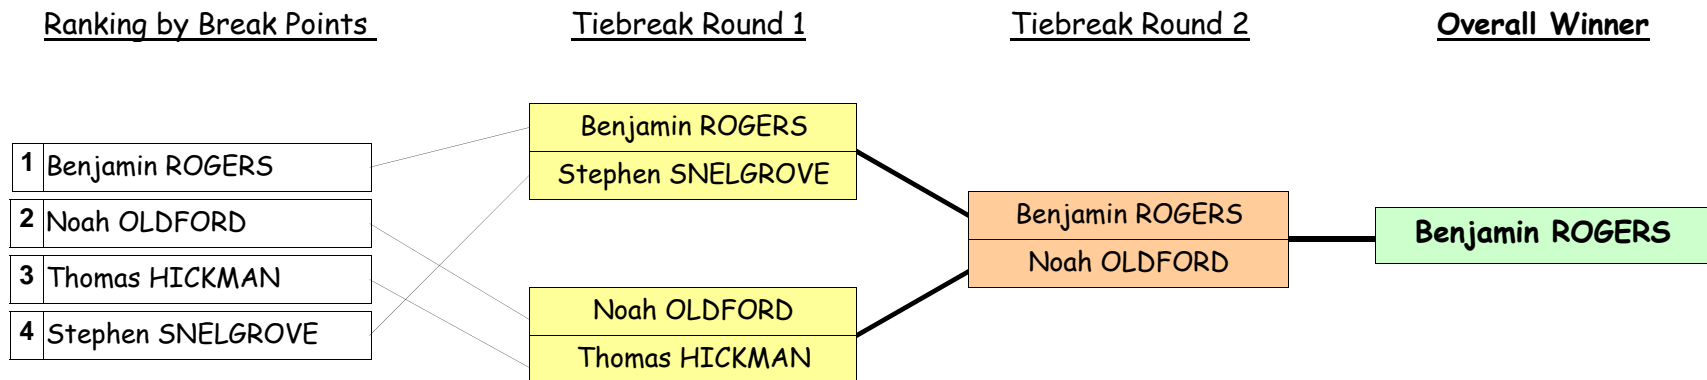 Ranking by Break Points
Tiebreak Round 1
Tiebreak Round 2
Overall Winner
1 Benjamin ROGERS
2 Noah OLDFORD
3 Thomas HICKMAN
4 Stephen SNELGROVE
Benjamin ROGERS
Stephen SNELGROVE
Noah OLDFORD
Thomas HICKMAN
Benjamin ROGERS
Noah OLDFORD
Benjamin ROGERS